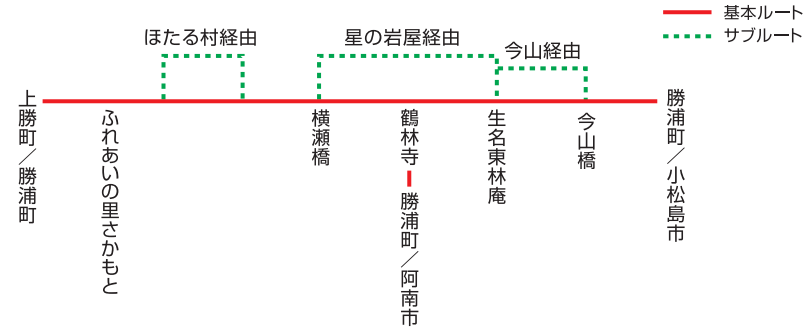 基本ルート
サブルート
ほたる村経由
星の岩屋経由
今山経由
上勝町／勝浦町
ふれあいの里さかもと
横瀬橋
鶴林寺
勝浦町／阿南市
生名東林庵
今山橋
勝浦町／小松島市